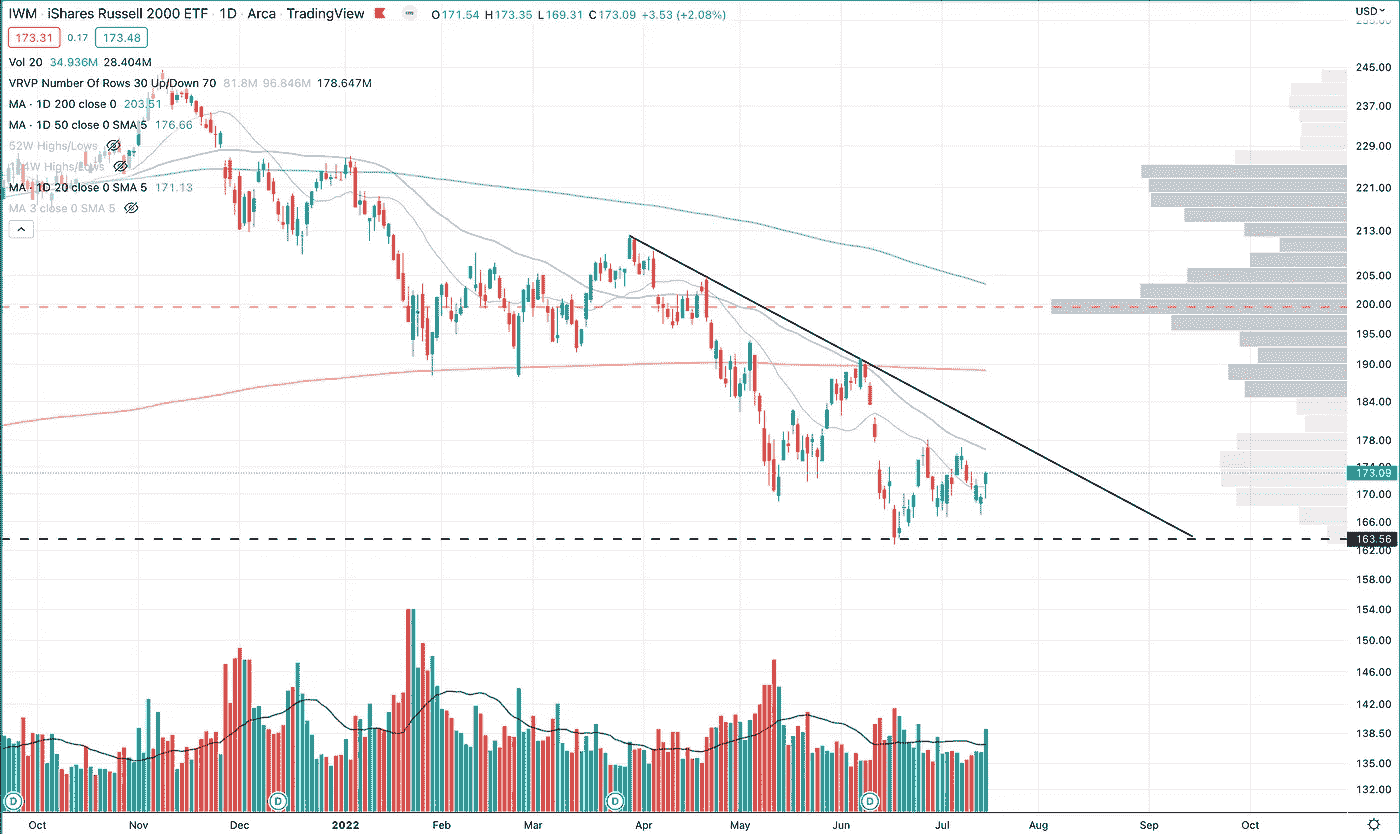 IWM · iShares Russell 2000 ETF · 1D · Arca · TradingView O171.54 H173.35 L169.31 C173.09 +3.53 (+2.08%)
USD
173.31 0.17 173.48
Vol 20 34.936M 28.404M
VRVP Number Of Rows 30 Up/Down 70 81.8M 96.846M 178.647M
MA · 1D 200 close 0 203.51
MA · 1D 50 close 0 SMA 5 176.66
52W Highs/Lows
Highs/Lows
MA · 1D 20 close 0 SMA 5 171.13
MA 3 close 0 SMA 5
245.00
237.00
229.00
221.00
213.00
205.00
200.00
195.00
190.00
184.00
178.00
174.00
173.09
170.00
166.00
163.56
162.00
158.00
154.00
150.00
146.00
142.00
138.50
135.00
132.00
D D D D
Oct Nov Dec 2022 Feb Mar Apr May Jun Jul Aug Sep Oct